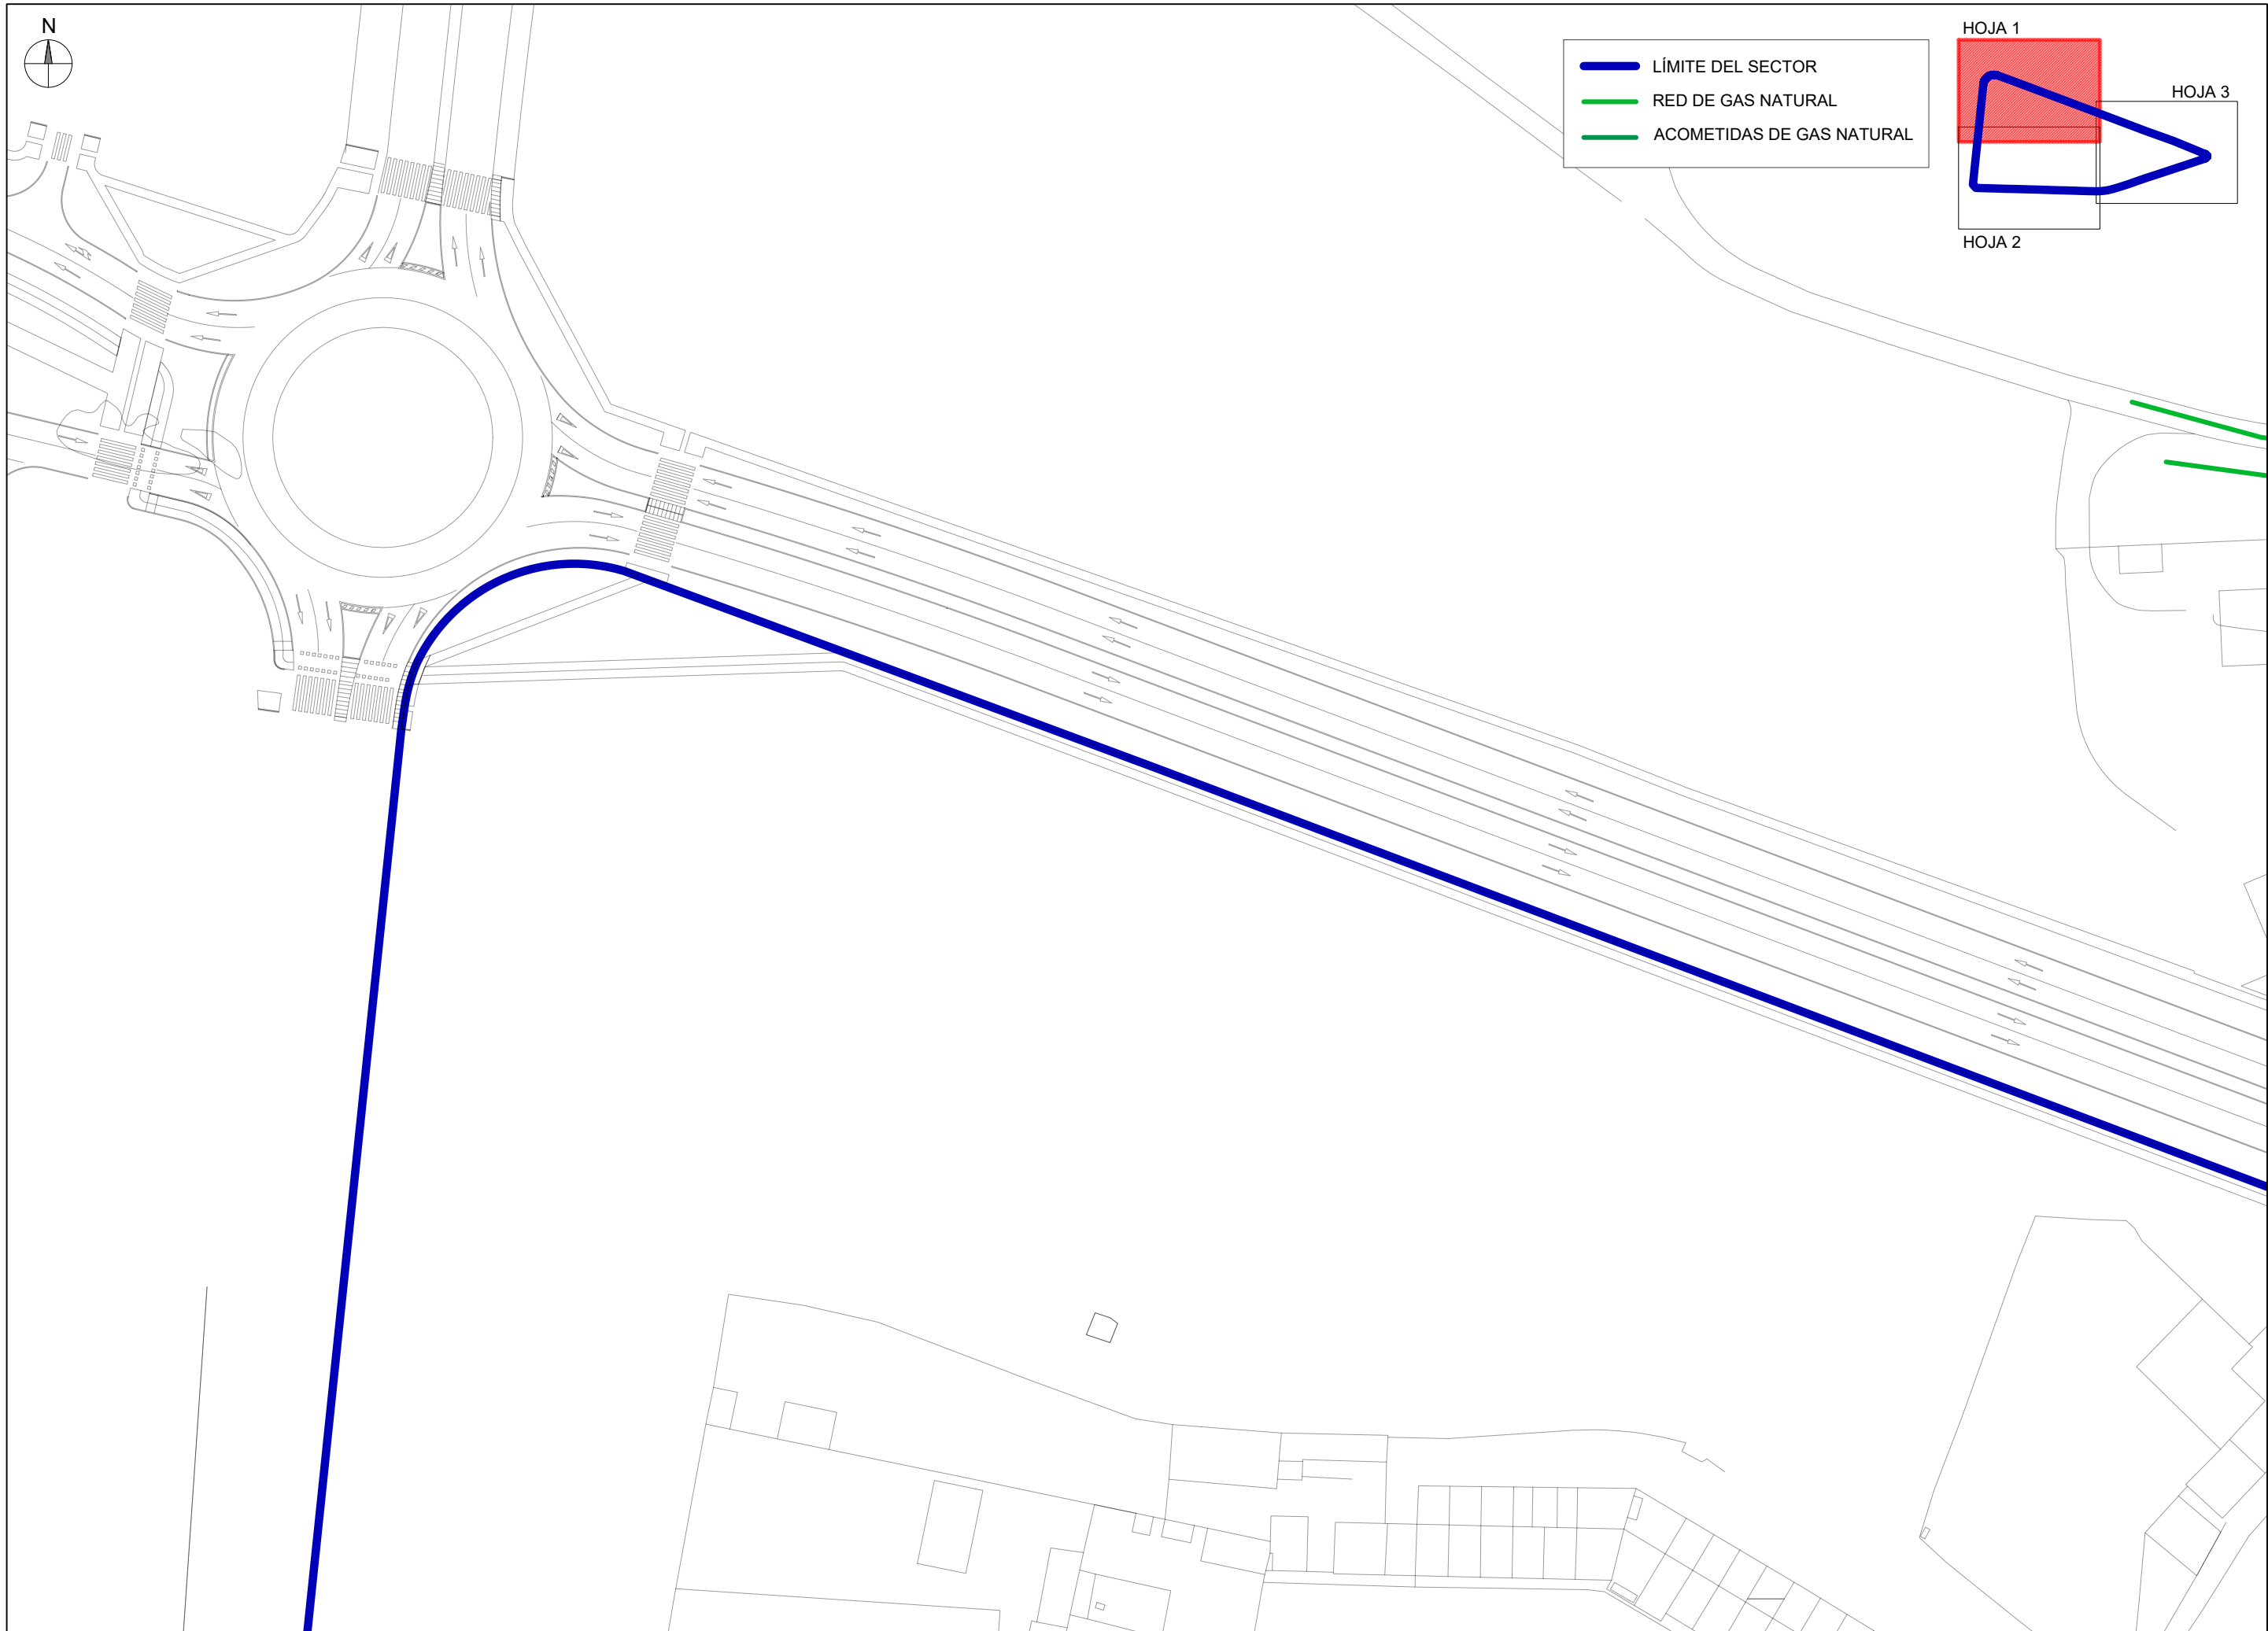 N
LÍMITE DEL SECTOR
RED DE GAS NATURAL
ACOMETIDAS DE GAS NATURAL
HOJA 1
HOJA 3
HOJA 2